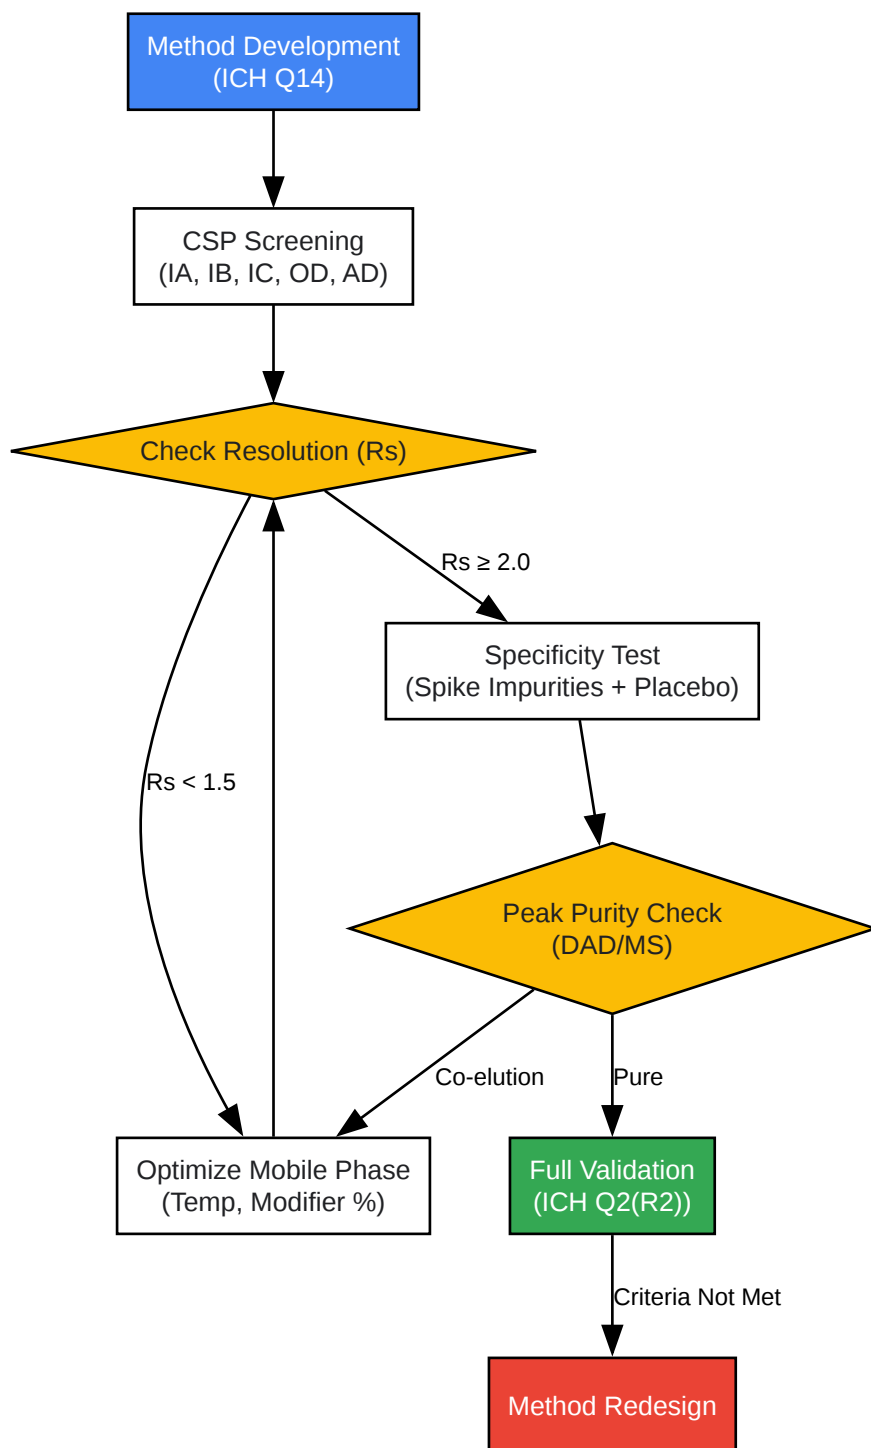 Method Development
(ICH Q14)
CSP Screening
(IA, IB, IC, OD, AD)
Check Resolution (Rs)
Rs ≥ 2.0
Specificity Test
(Spike Impurities + Placebo)
Rs < 1.5
Peak Purity Check
(DAD/MS)
Co-elution
Pure
Optimize Mobile Phase
(Temp, Modifier %)
Full Validation
(ICH Q2(R2))
Criteria Not Met
Method Redesign